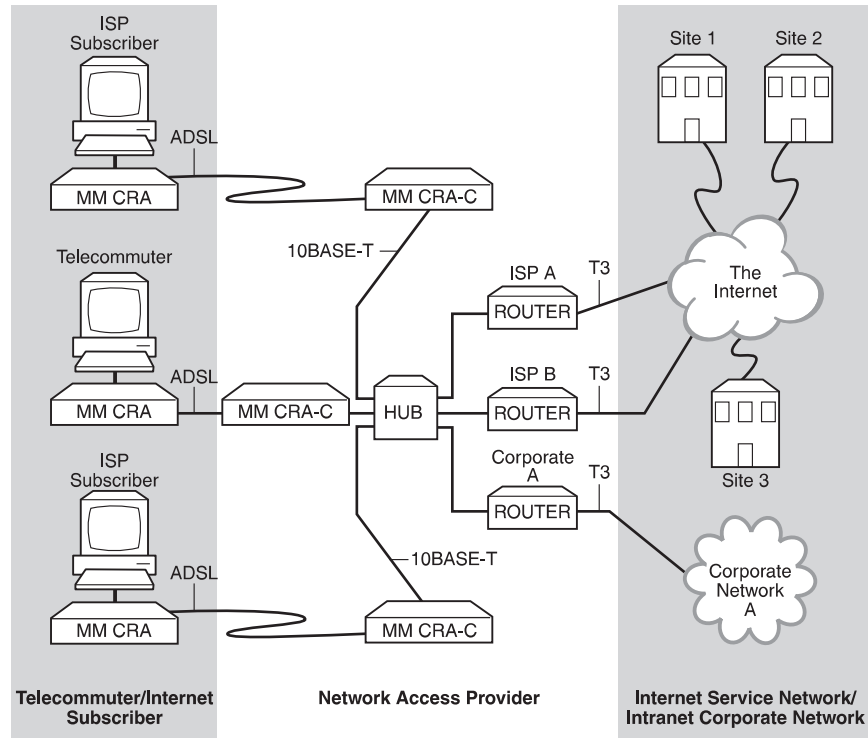 ISP
Subscriber
ADSL
MM CRA
MM CRA-C
10BASE-T
Telecommuter
ADSL
MM CRA
MM CRA-C
HUB
ISP
Subscriber
ADSL
MM CRA
MM CRA-C
10BASE-T
ISP A
ROUTER
T3
ISP B
ROUTER
T3
Corporate
A
ROUTER
T3
Site 1
Site 2
The
Internet
Site 3
Corporate
Network
A
Telecommuter/Internet
Subscriber
Network Access Provider
Internet Service Network/
Intranet Corporate Network